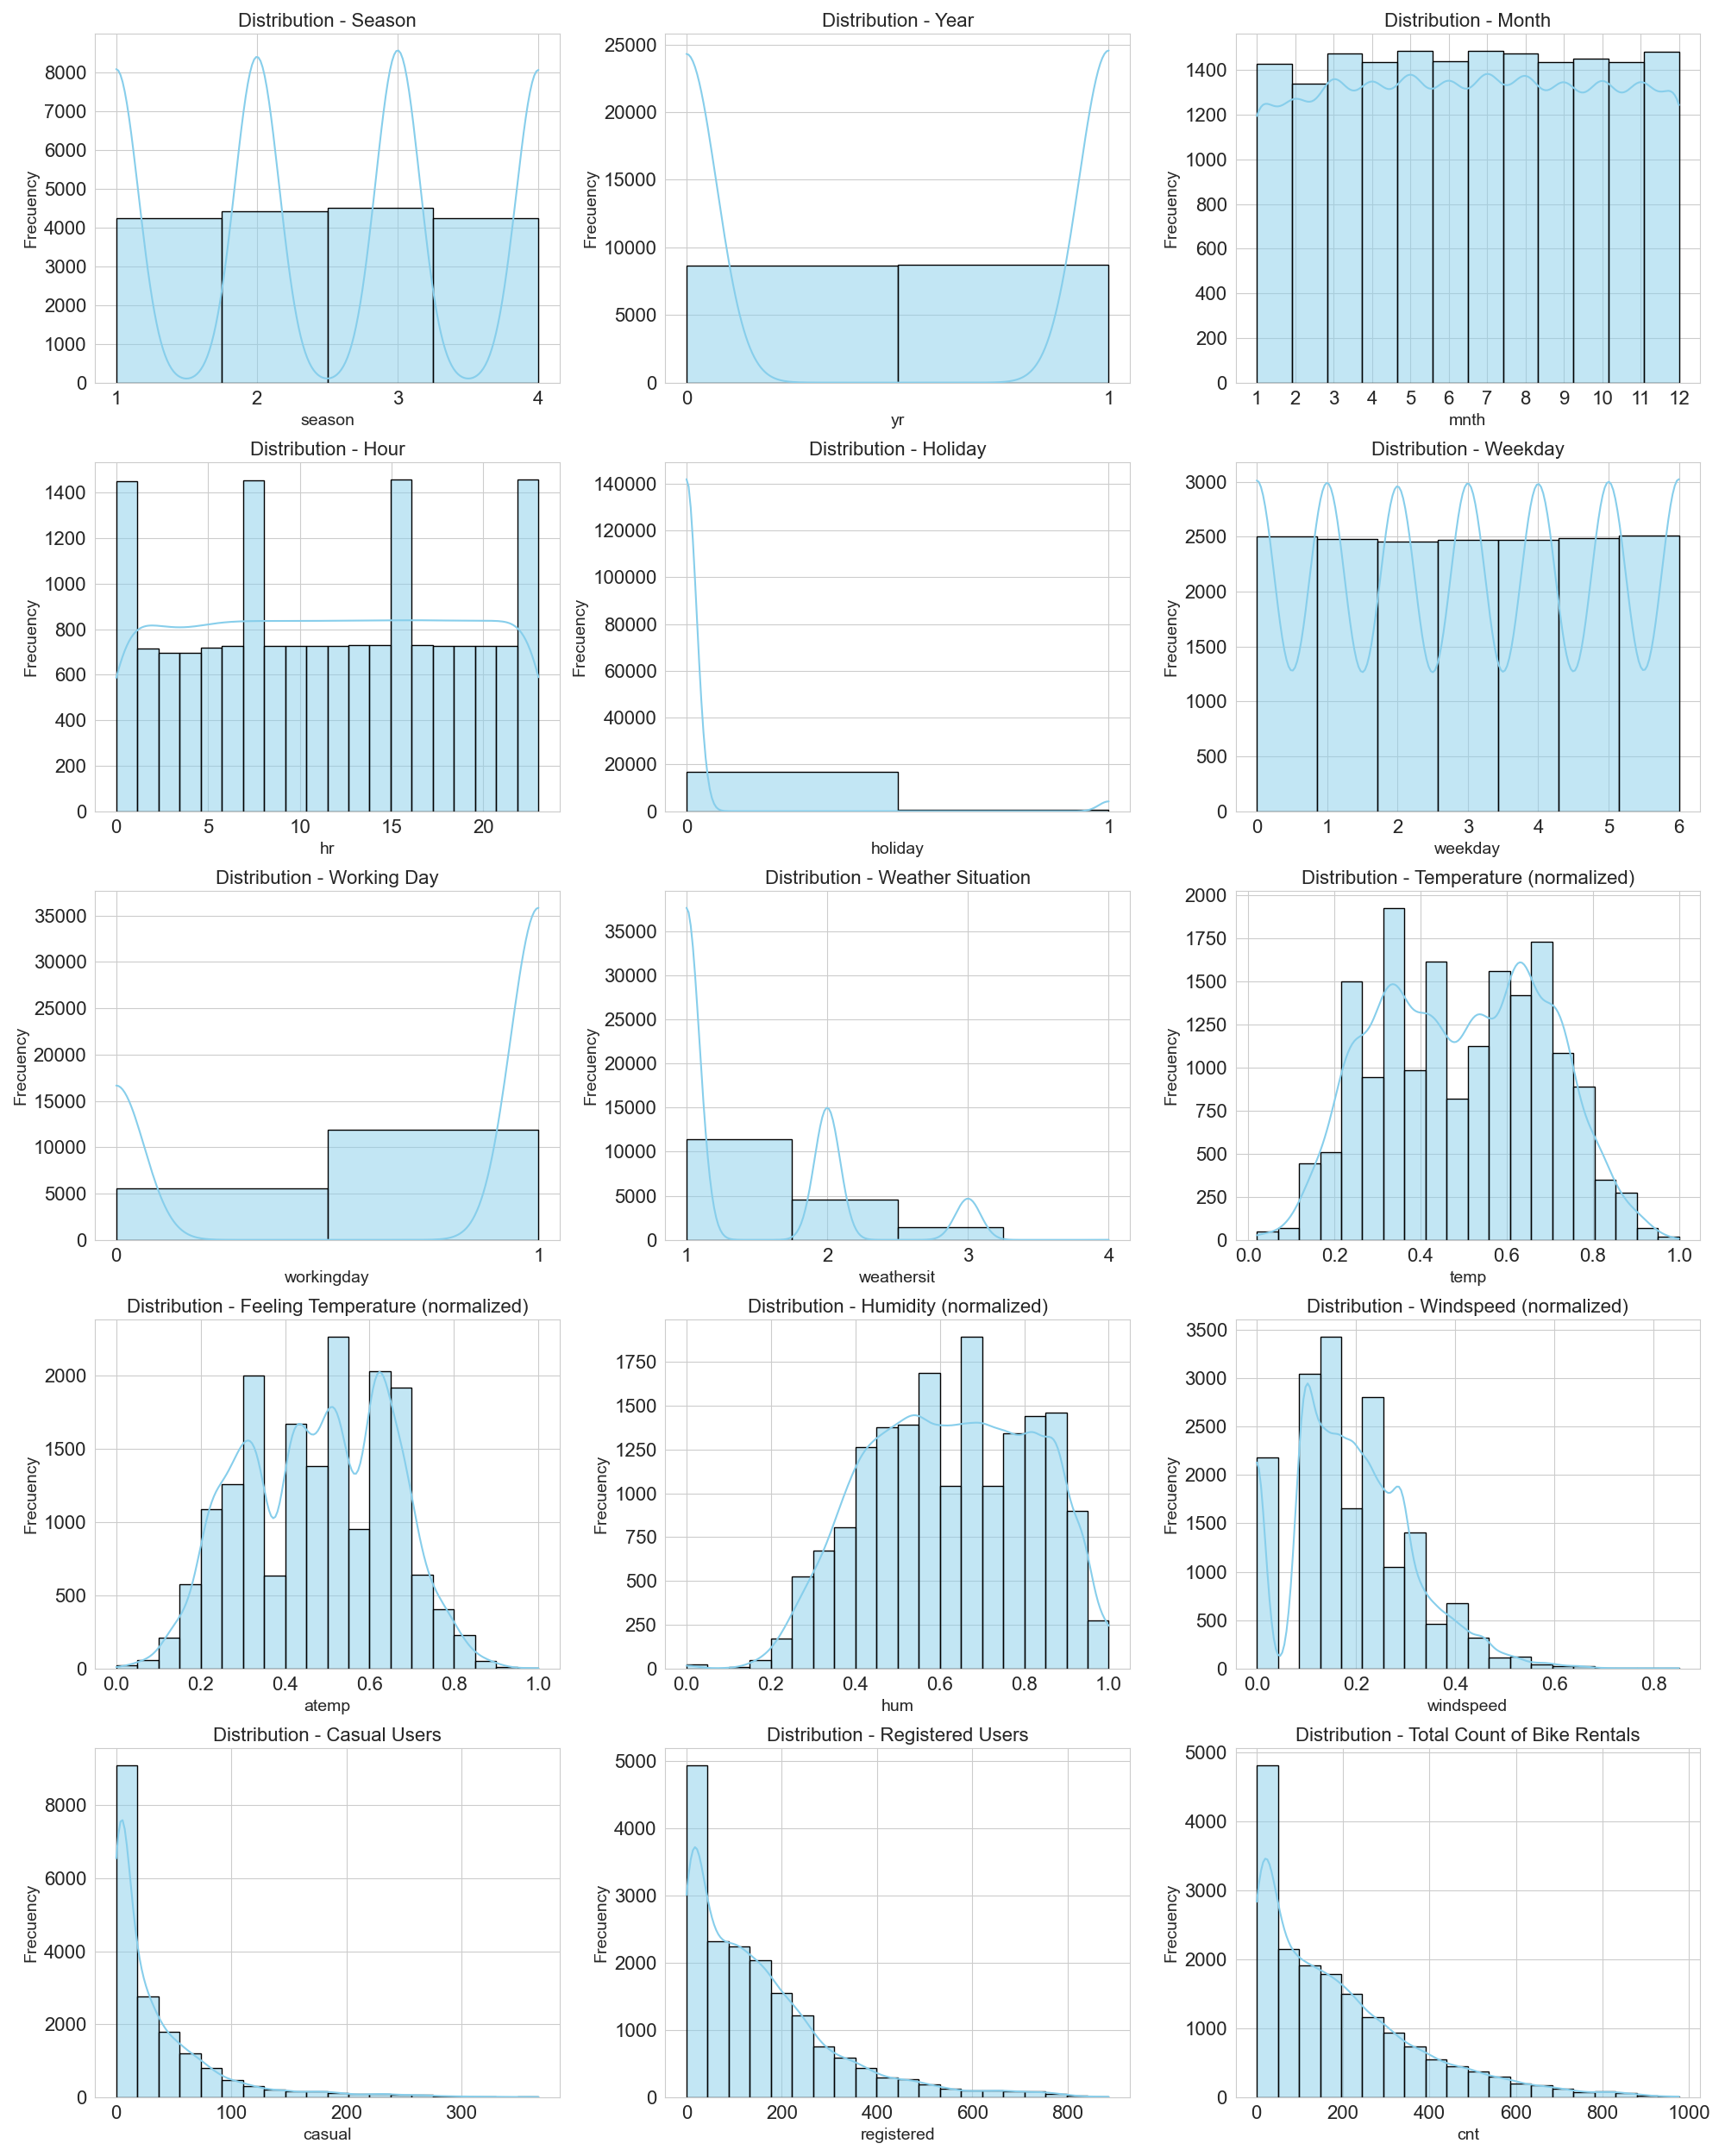 Distribution - Season
Frecuency
8000
7000
6000
5000
4000
3000
2000
1000
0
1 2 3 4
season
Distribution - Year
Frecuency
25000
20000
15000
10000
5000
0
0 1
yr
Distribution - Month
Frecuency
1400
1200
1000
800
600
400
200
0
1 2 3 4 5 6 7 8 9 10 11 12
mnth
Distribution - Hour
Frecuency
1400
1200
1000
800
600
400
200
0
0 5 10 15 20
hr
Distribution - Holiday
Frecuency
140000
120000
100000
80000
60000
40000
20000
0
0 1
holiday
Distribution - Weekday
Frecuency
3000
2500
2000
1500
1000
500
0
0 1 2 3 4 5 6
weekday
Distribution - Working Day
Frecuency
35000
30000
25000
20000
15000
10000
5000
0
0 1
workingday
Distribution - Weather Situation
Frecuency
35000
30000
25000
20000
15000
10000
5000
0
1 2 3 4
weathersit
Distribution - Temperature (normalized)
Frecuency
2000
1750
1500
1250
1000
750
500
250
0
0.0 0.2 0.4 0.6 0.8 1.0
temp
Distribution - Feeling Temperature (normalized)
Frecuency
2000
1500
1000
500
0
0.0 0.2 0.4 0.6 0.8 1.0
atemp
Distribution - Humidity (normalized)
Frecuency
1750
1500
1250
1000
750
500
250
0
0.0 0.2 0.4 0.6 0.8 1.0
hum
Distribution - Windspeed (normalized)
Frecuency
3500
3000
2500
2000
1500
1000
500
0
0.0 0.2 0.4 0.6 0.8
windspeed
Distribution - Casual Users
Frecuency
8000
6000
4000
2000
0
0 100 200 300
casual
Distribution - Registered Users
Frecuency
5000
4000
3000
2000
1000
0
0 200 400 600 800
registered
Distribution - Total Count of Bike Rentals
Frecuency
5000
4000
3000
2000
1000
0
0 200 400 600 800 1000
cnt